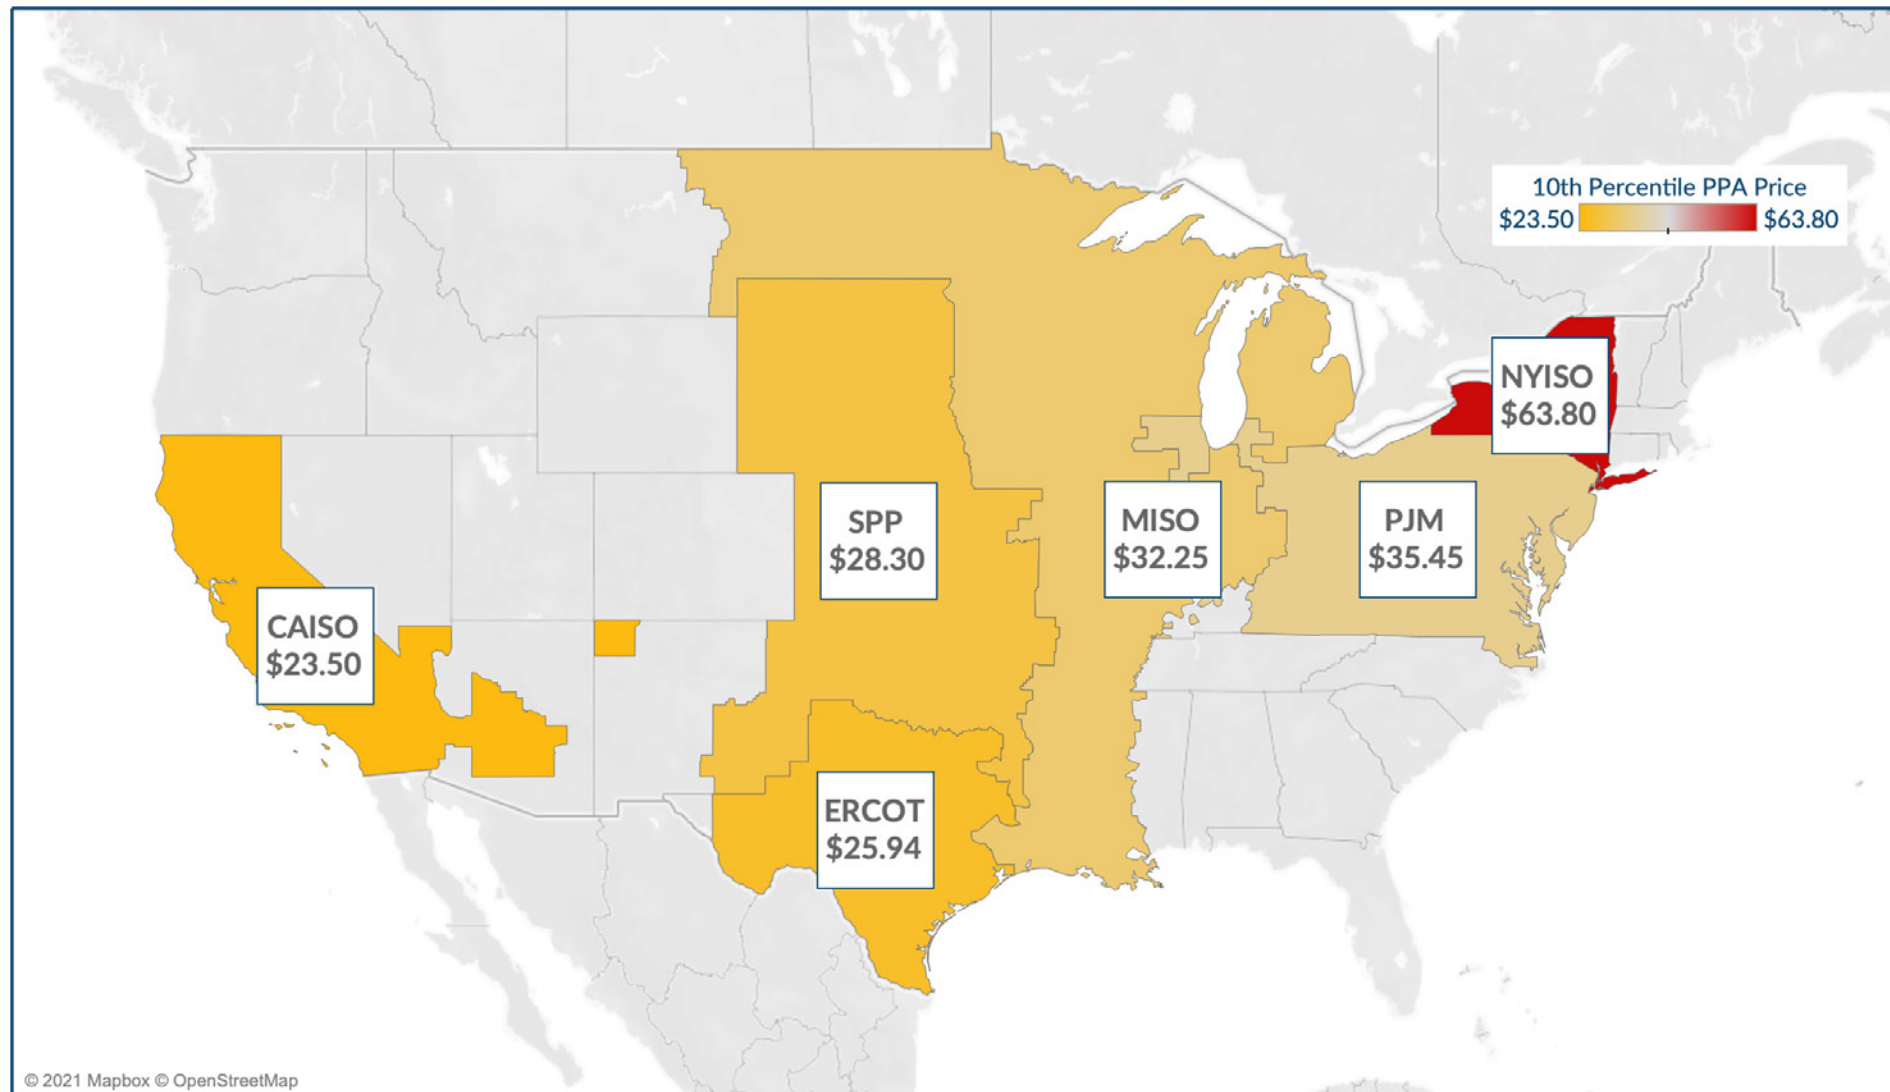 10th Percentile PPA Price
$23.50 $63.80
NYISO
$63.80
SPP
$28.30
MISO
$32.25
PJM
$35.45
CAISO
$23.50
ERCOT
$25.94
© 2021 Mapbox © OpenStreetMap